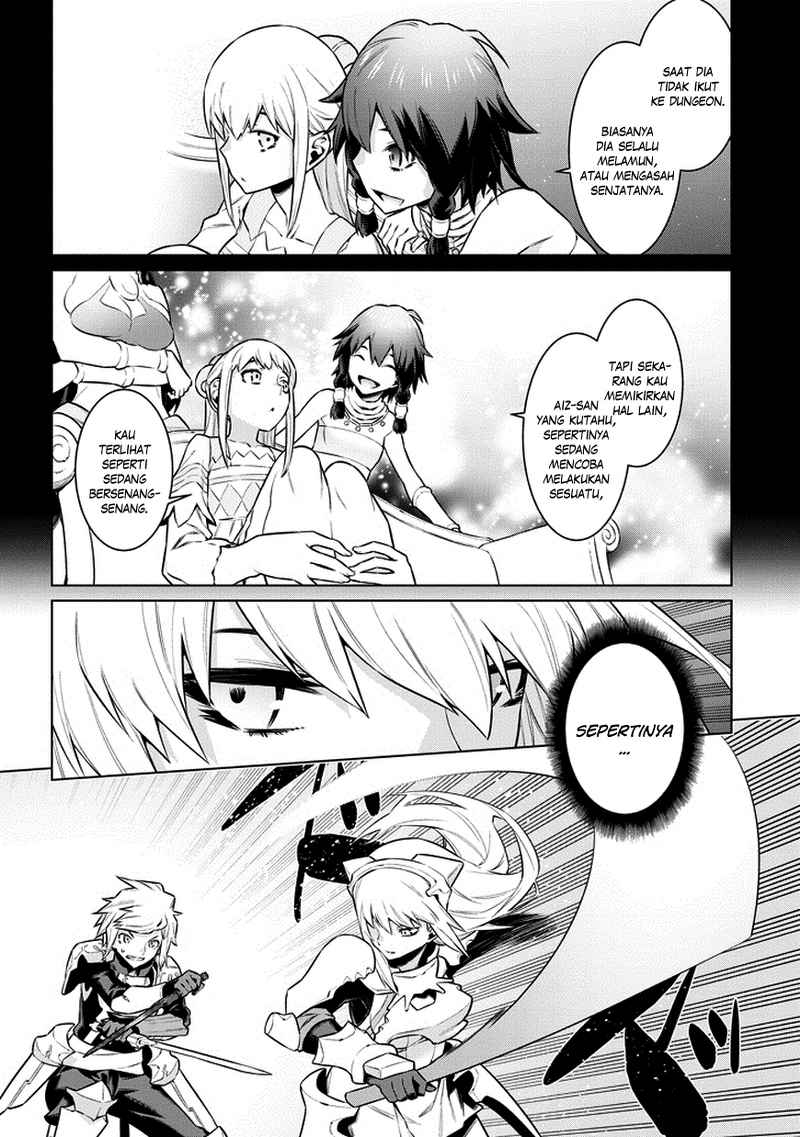 SAAT DIA
TIDAK IKUT
KE DUNGEON.
BIASANYA
DIA SELALU
MELAMUN,
ATAU MENGASAH
SENJATANYA.
TAPI SEKA-
RANG KAU
MEMIKIRKAN
HAL LAIN,
AIZ-SAN
YANG KUTAHU,
SEPERTINYA
SEDANG
MENCOBA
MELAKUKAN
SESUATU,
KAU
TERLIHAT
SEPERTI
SEDANG
BERSENANG-
SENANG.
SEPERTINYA
...